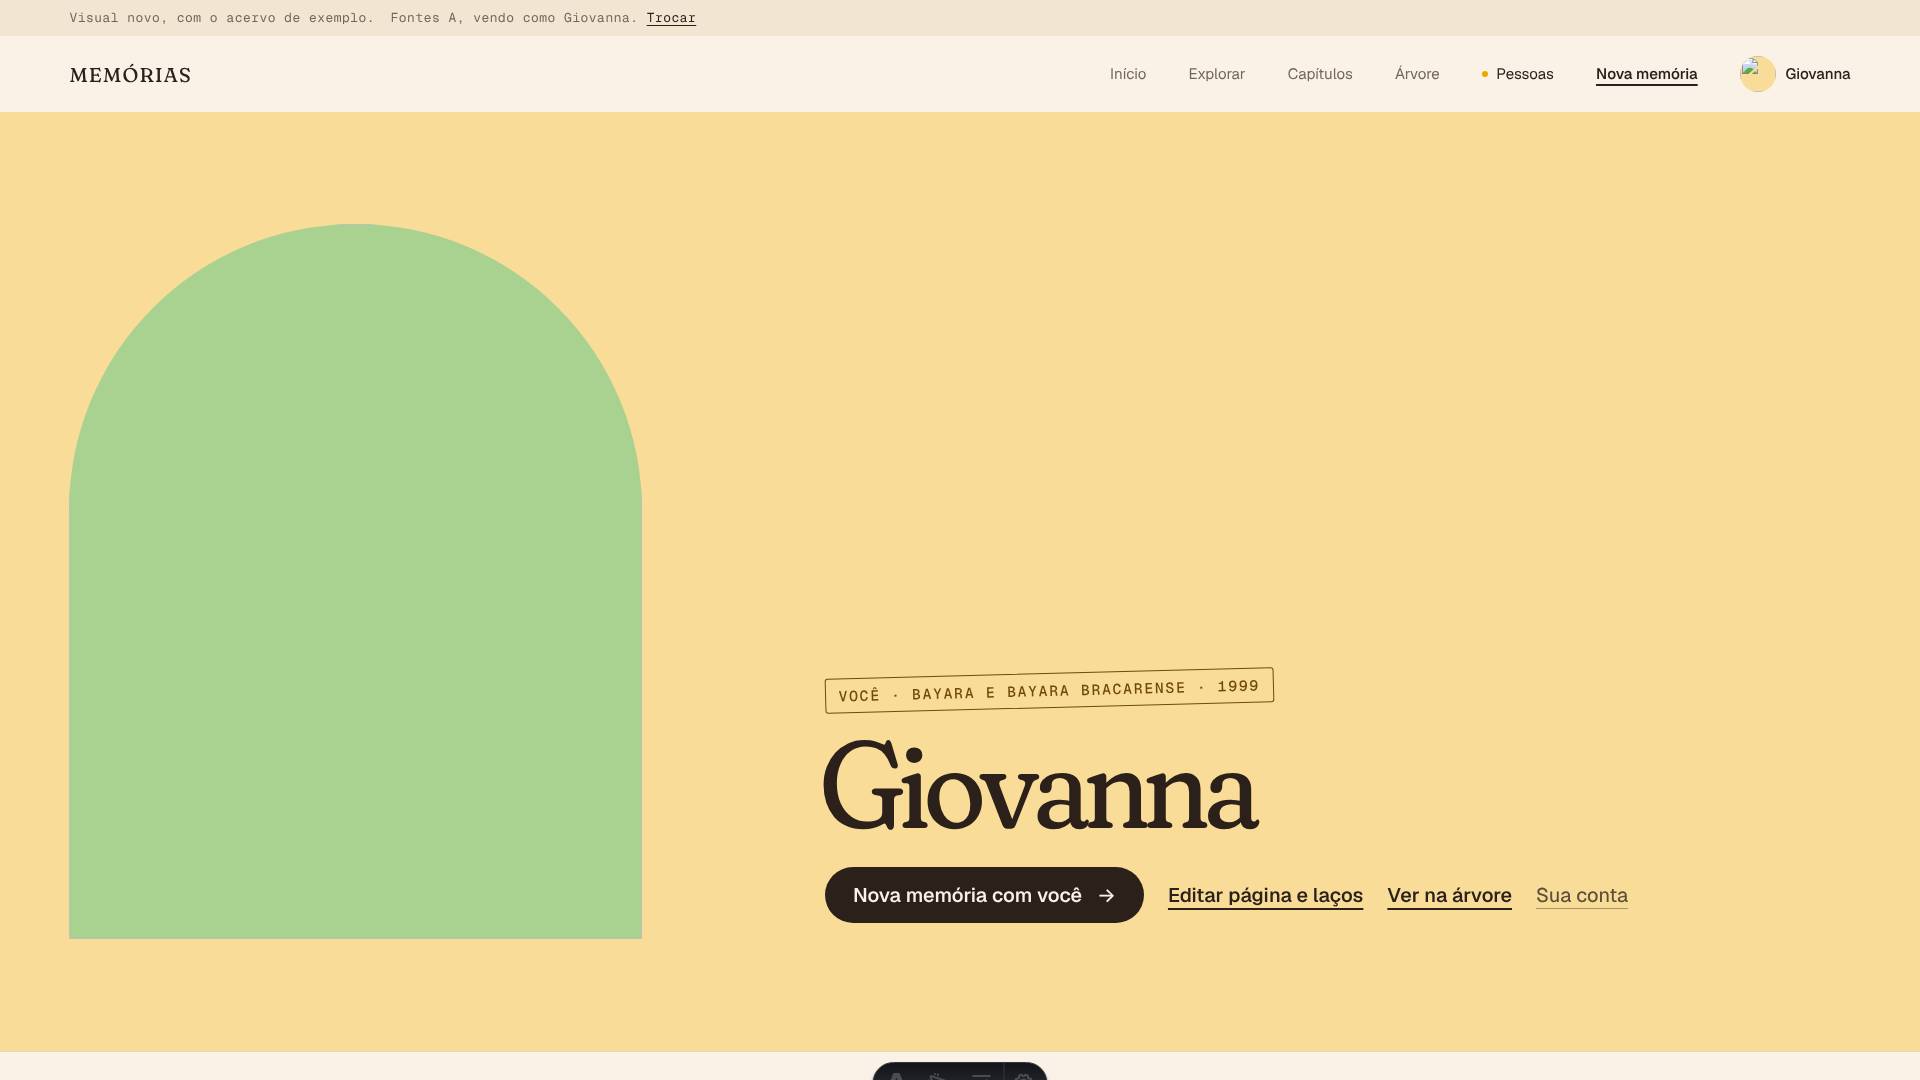 Visual novo, com o acervo de exemplo. Fontes A, vendo como Giovanna. Trocar
MEMÓRIAS
Início
Explorar
Capítulos
Árvore
Pessoas
Nova memória
Giovanna
VOCÊ · BAYARA E BAYARA BRACARENSE · 1999
Giovanna
Nova memória com você →
Editar página e laços
Ver na árvore
Sua conta